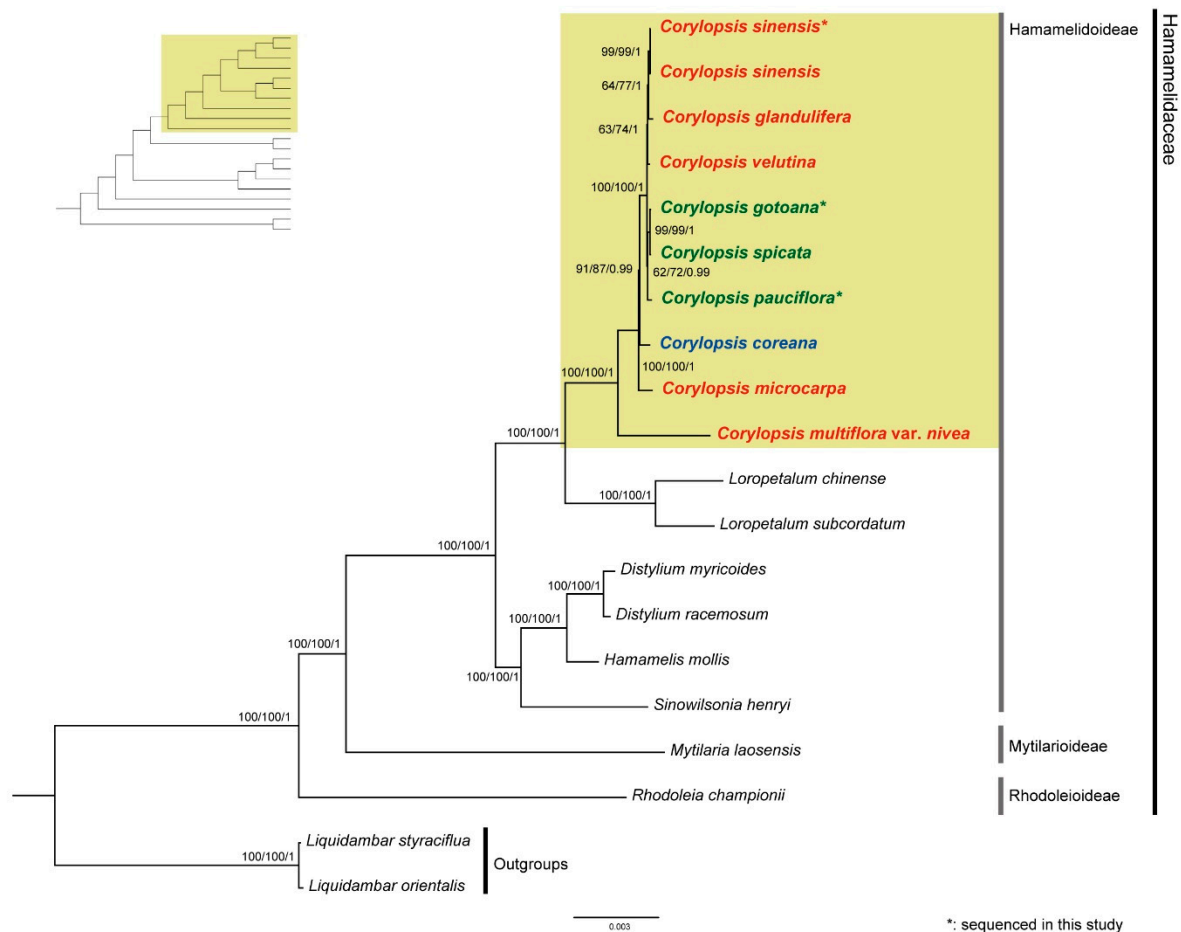 Corylopsis sinensis*
Hamamelidoideae
Hamamelidaceae
99/99/1
Corylopsis sinensis
64/77/1
Corylopsis glandulifera
63/74/1
Corylopsis velutina
100/100/1
Corylopsis gotoana*
99/99/1
Corylopsis spicata
91/87/0.99
62/72/0.99
Corylopsis pauciflora*
Corylopsis coreana
100/100/1
100/100/1
Corylopsis microcarpa
100/100/1
Corylopsis multiflora var. nivea
Loropetalum chinense
100/100/1
Loropetalum subcordatum
100/100/1
Distylium myricoides
100/100/1
Distylium racemosum
100/100/1
100/100/1
Hamamelis mollis
100/100/1
Sinowilsonia henryi
100/100/1
Mytilaria laosensis
Mytilarioideae
Rhodoleia championii
Rhodoleioideae
Liquidambar styraciflua
100/100/1
Outgroups
Liquidambar orientalis
0.003
*: sequenced in this study